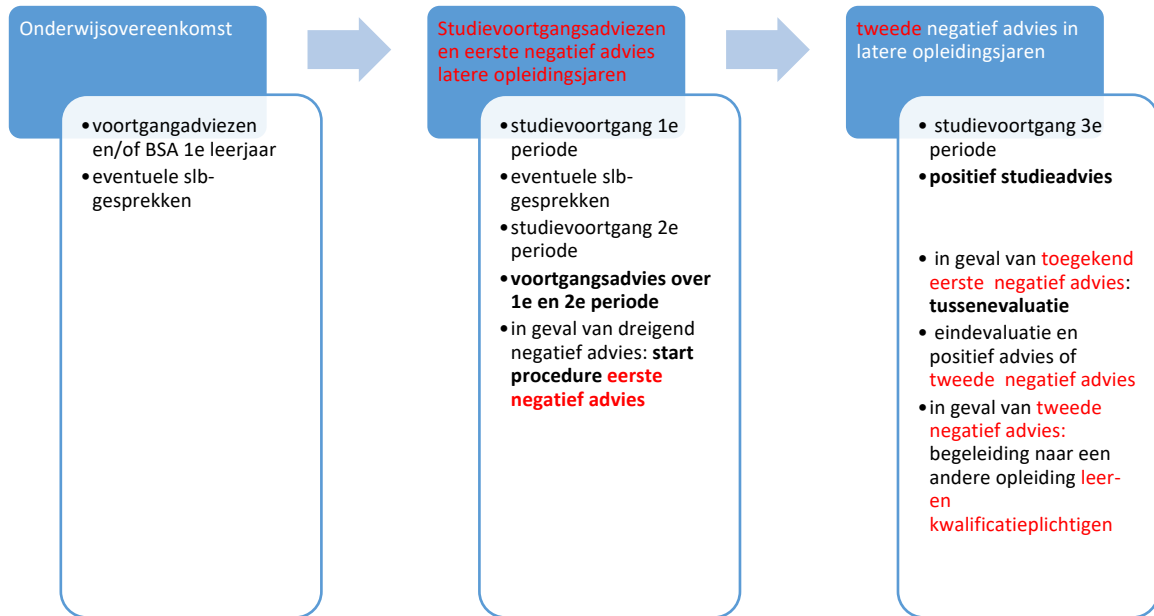 Onderwijsovereenkomst
•voortgangadviezen
en/of BSA 1e leerjaar
•eventuele slb-
gesprekken
Studievoortgangsadviezen
en eerste negatief advies
latere opleidingsjaren
•studievoortgang 1e
periode
•eventuele slb-
gesprekken
•studievoortgang 2e
periode
•voortgangsadvies over
1e en 2e periode
•in geval van dreigend
negatief advies: start
procedure eerste
negatief advies
tweede negatief advies in
latere opleidingsjaren
• studievoortgang 3e
periode
•positief studieadvies
• in geval van toegekend
eerste negatief advies:
tussenevaluatie
• eindevaluatie en
positief advies of
tweede negatief advies
•in geval van tweede
negatief advies:
begeleiding naar een
andere opleiding leer-
en
kwalificatieplichtigen